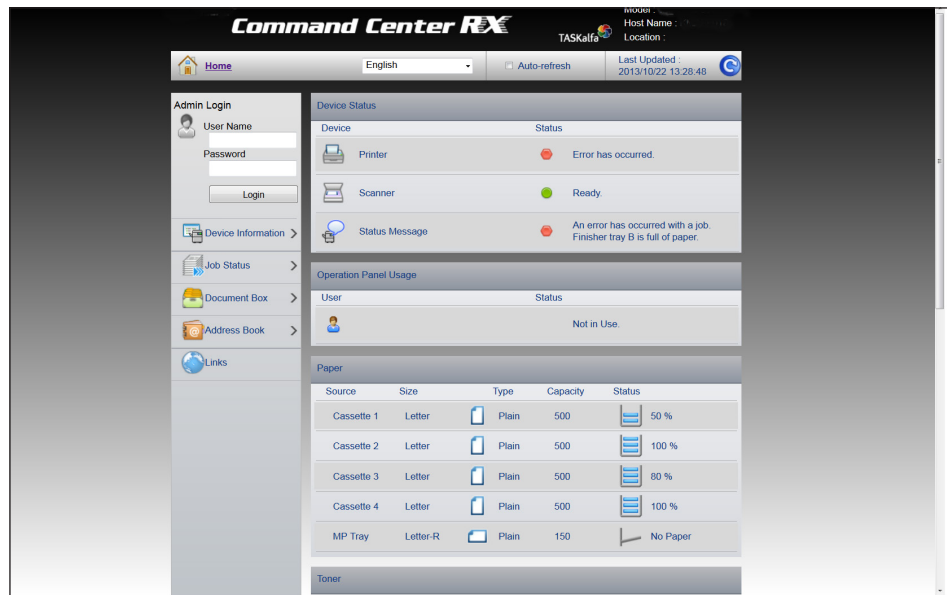 Model :
Command Center RX
Host Name :
TASKalfa
Location :
Home
English
Auto-refresh
Last Updated :
2013/10/22 13:28:48
Admin Login
User Name
Password
Login
Device Information
Job Status
Document Box
Address Book
Links
Device Status
Device Status
Printer Error has occurred.
Scanner Ready.
Status Message An error has occurred with a job.
Finisher tray B is full of paper.
Operation Panel Usage
User Status
Not in Use.
Paper
Source Size Type Capacity Status
Cassette 1 Letter Plain 500 50 %
Cassette 2 Letter Plain 500 100 %
Cassette 3 Letter Plain 500 80 %
Cassette 4 Letter Plain 500 100 %
MP Tray Letter-R Plain 150 No Paper
Toner